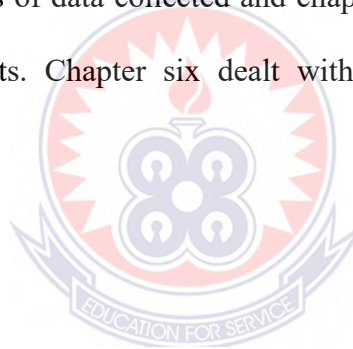 s of data collected and chap
ts. Chapter six dealt with
EDUCATION FOR SERVICE